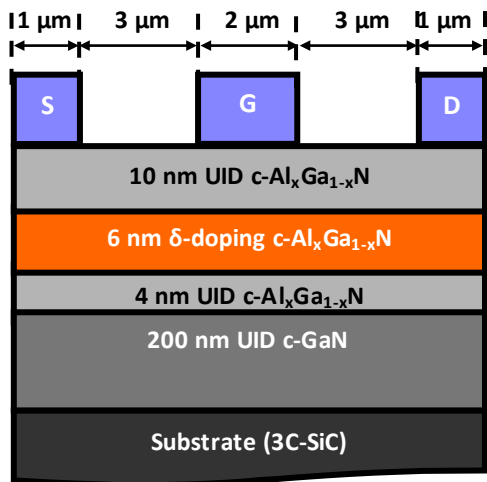 1 µm 3 µm 2 µm 3 µm 1 µm
S G D
10 nm UID c-AlₓGa₁₋ₓN
6 nm δ-doping c-AlₓGa₁₋ₓN
4 nm UID c-AlₓGa₁₋ₓN
200 nm UID c-GaN
Substrate (3C-SiC)